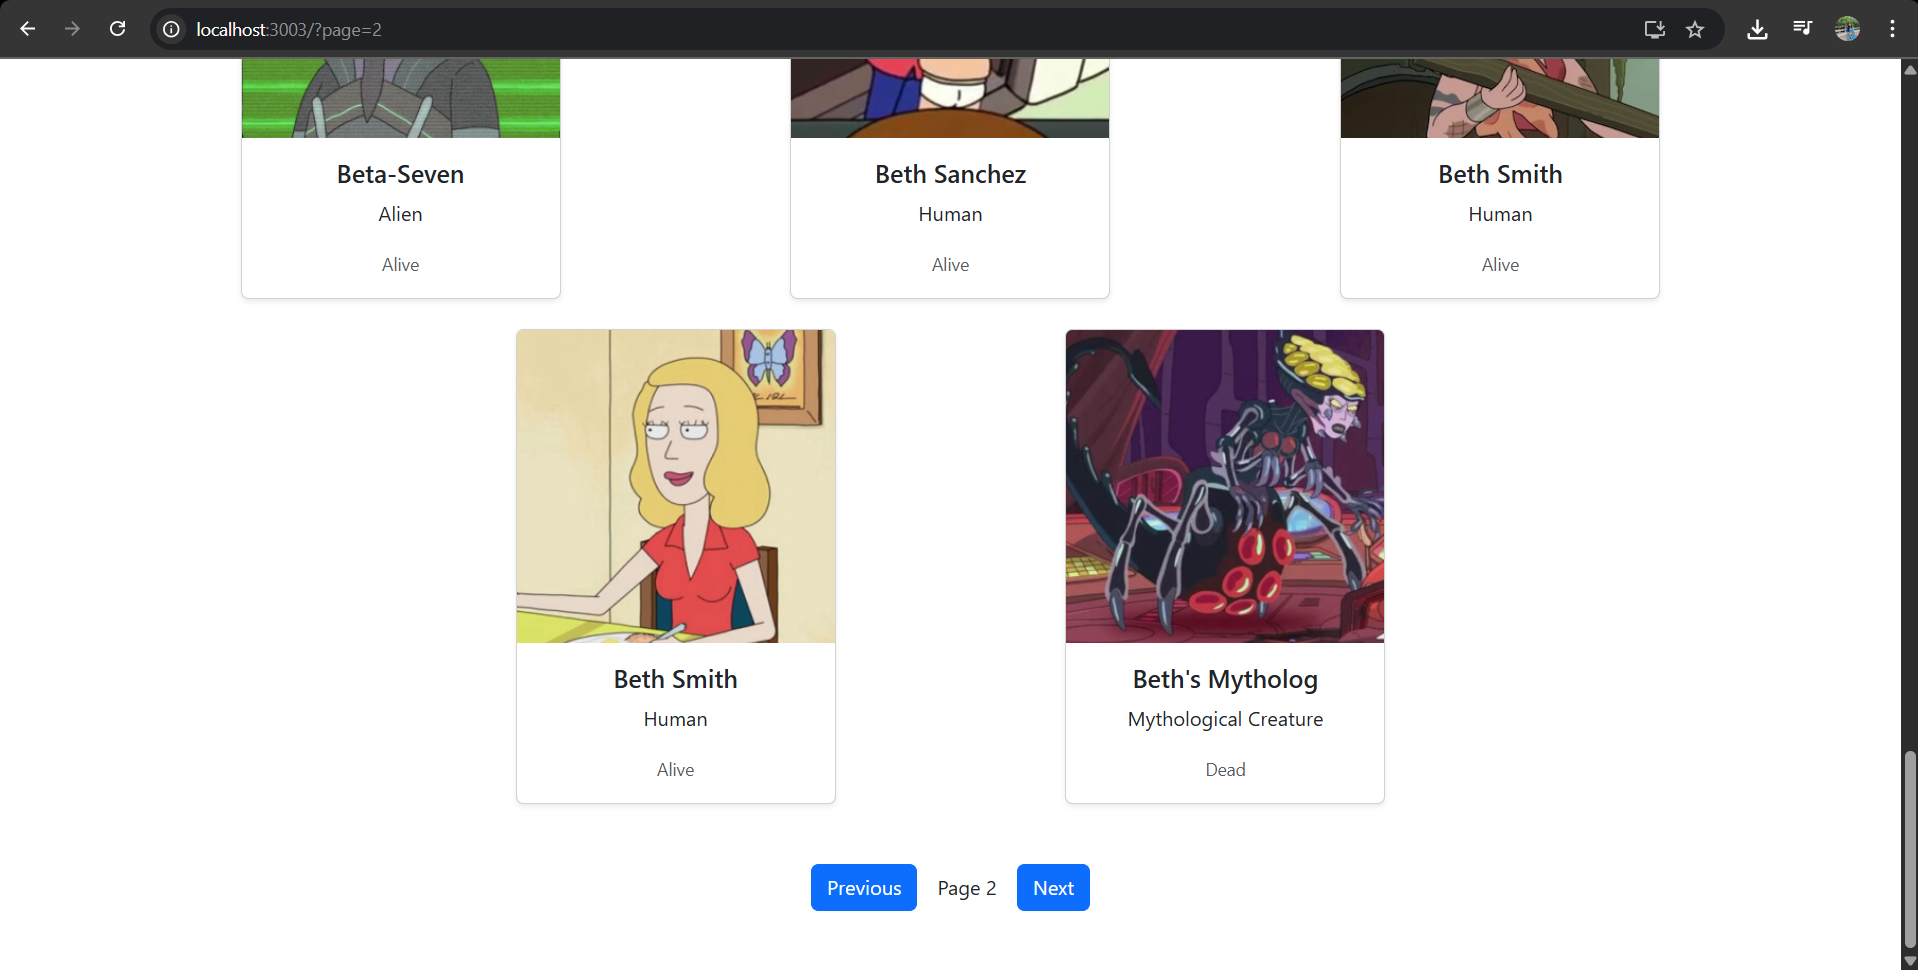 localhost:3003/?page=2
Beta-Seven
Alien
Alive
Beth Sanchez
Human
Alive
Beth Smith
Human
Alive
Beth Smith
Human
Alive
Beth's Mytholog
Mythological Creature
Dead
Previous
Page 2
Next